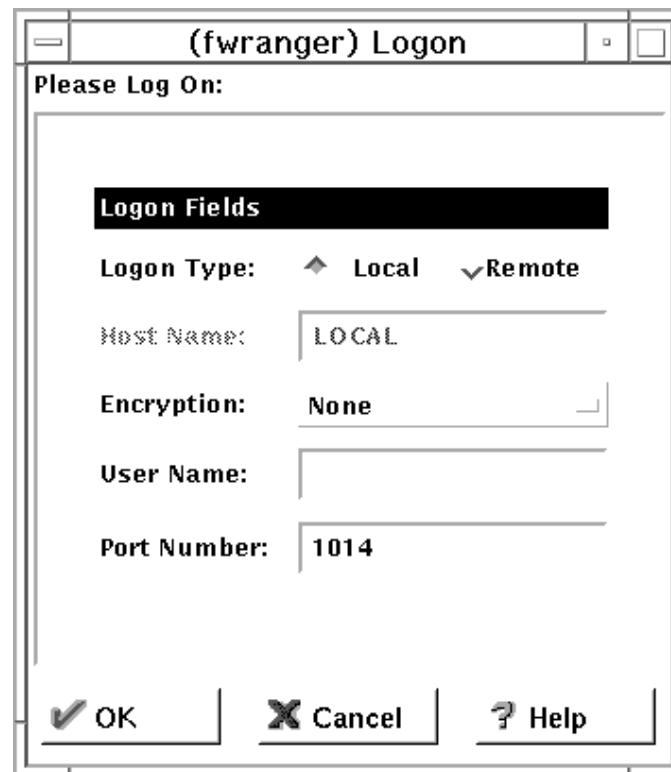 (fwranger) Logon
Please Log On:
Logon Fields
Logon Type: Local Remote
Host Name: LOCAL
Encryption: None
User Name:
Port Number: 1014
OK Cancel Help